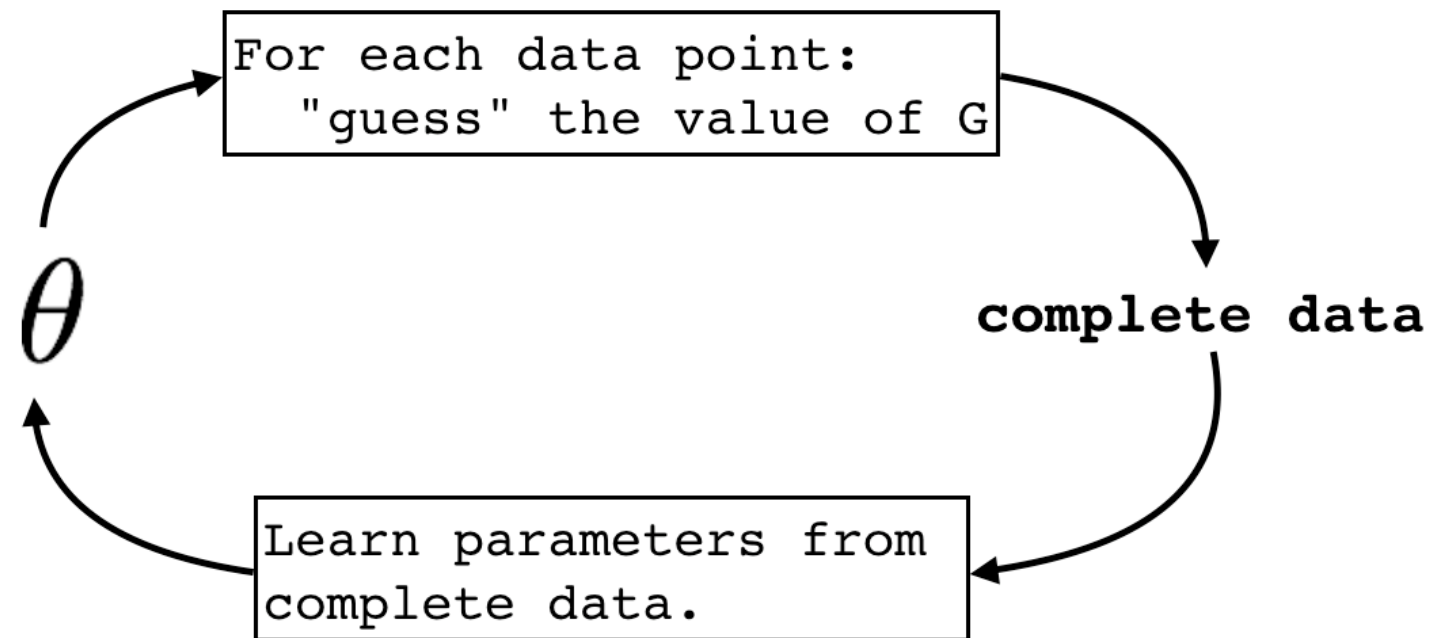 For each data point:
"guess" the value of G
θ
complete data
Learn parameters from
complete data.